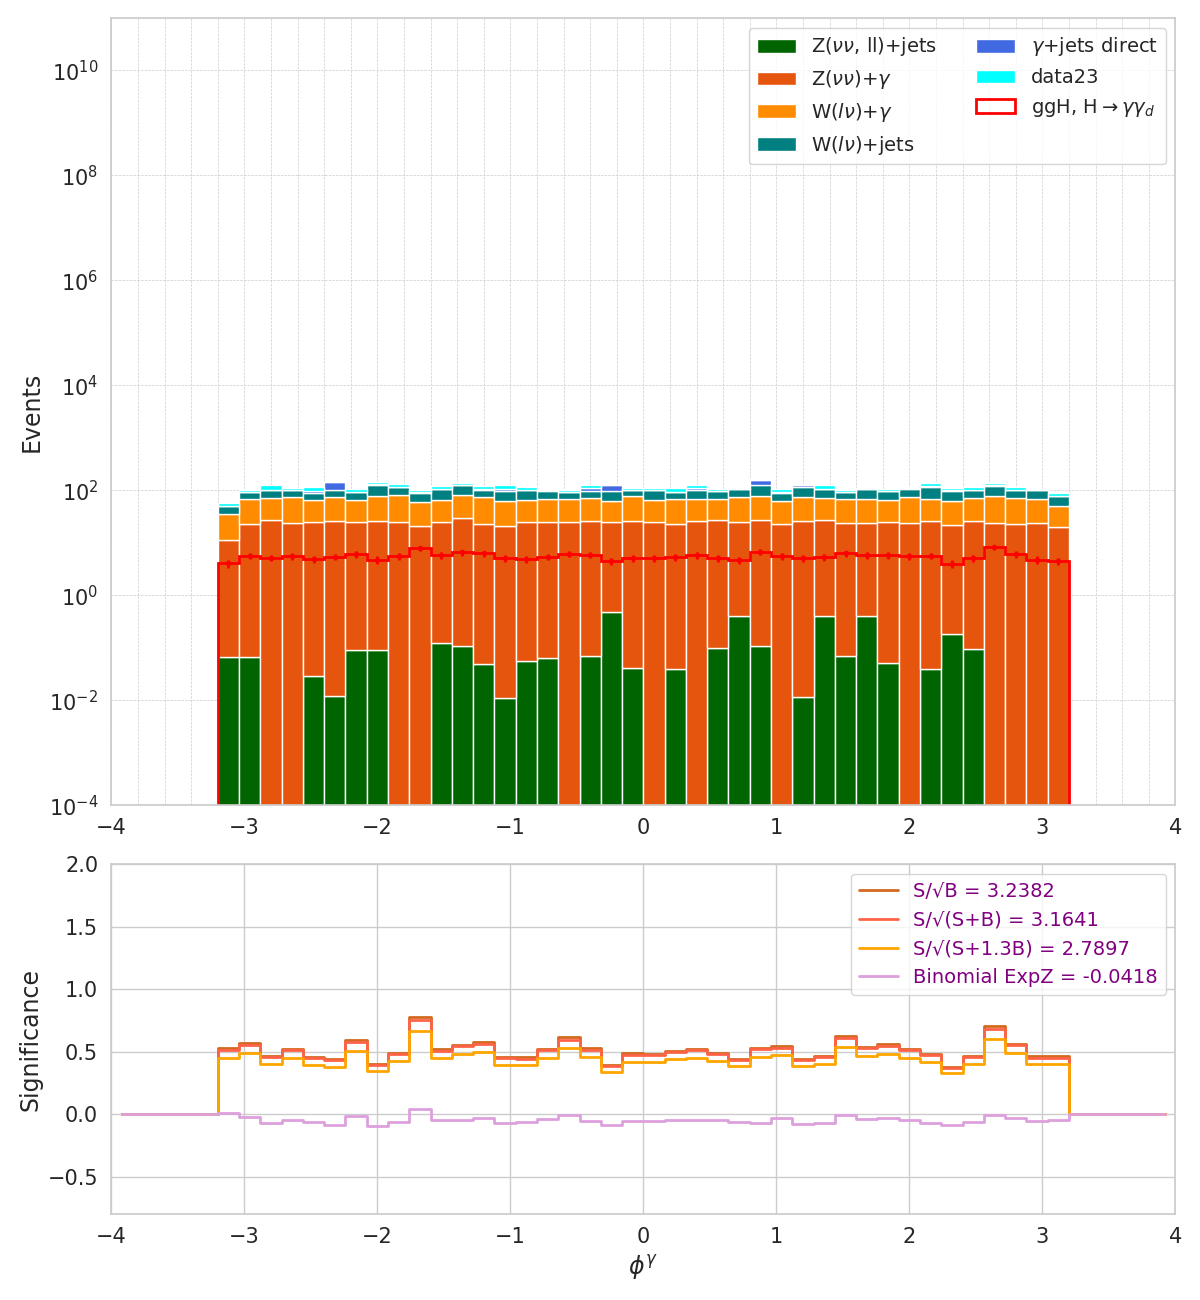 Z(νν, ll)+jets
Z(νν)+γ
W(lν)+γ
W(lν)+jets
γ+jets direct
data23
ggH, H→γγ_d
Events
10^10
10^8
10^6
10^4
10^2
10^0
10^−2
10^−4
−4 −3 −2 −1 0 1 2 3 4
S/√B = 3.2382
S/√(S+B) = 3.1641
S/√(S+1.3B) = 2.7897
Binomial ExpZ = -0.0418
Significance
2.0
1.5
1.0
0.5
0.0
−0.5
−4 −3 −2 −1 0 1 2 3 4
ϕ^γ